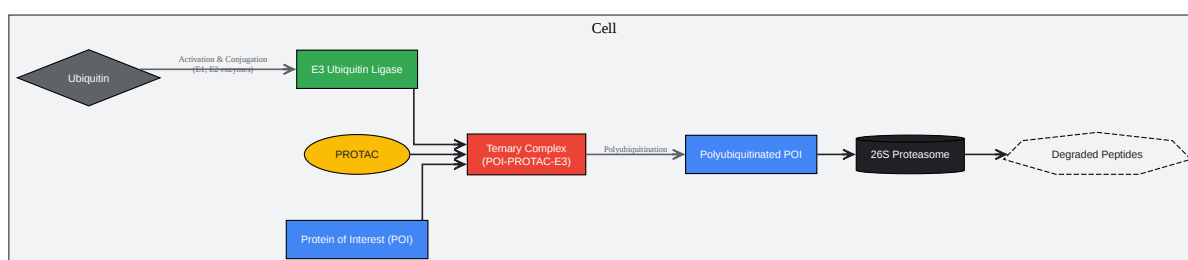 Cell
Ubiquitin
Activation & Conjugation
(E1, E2 enzymes)
E3 Ubiquitin Ligase
PROTAC
Ternary Complex
(POI-PROTAC-E3)
Polyubiquitination
Polyubiquitinated POI
26S Proteasome
Degraded Peptides
Protein of Interest (POI)